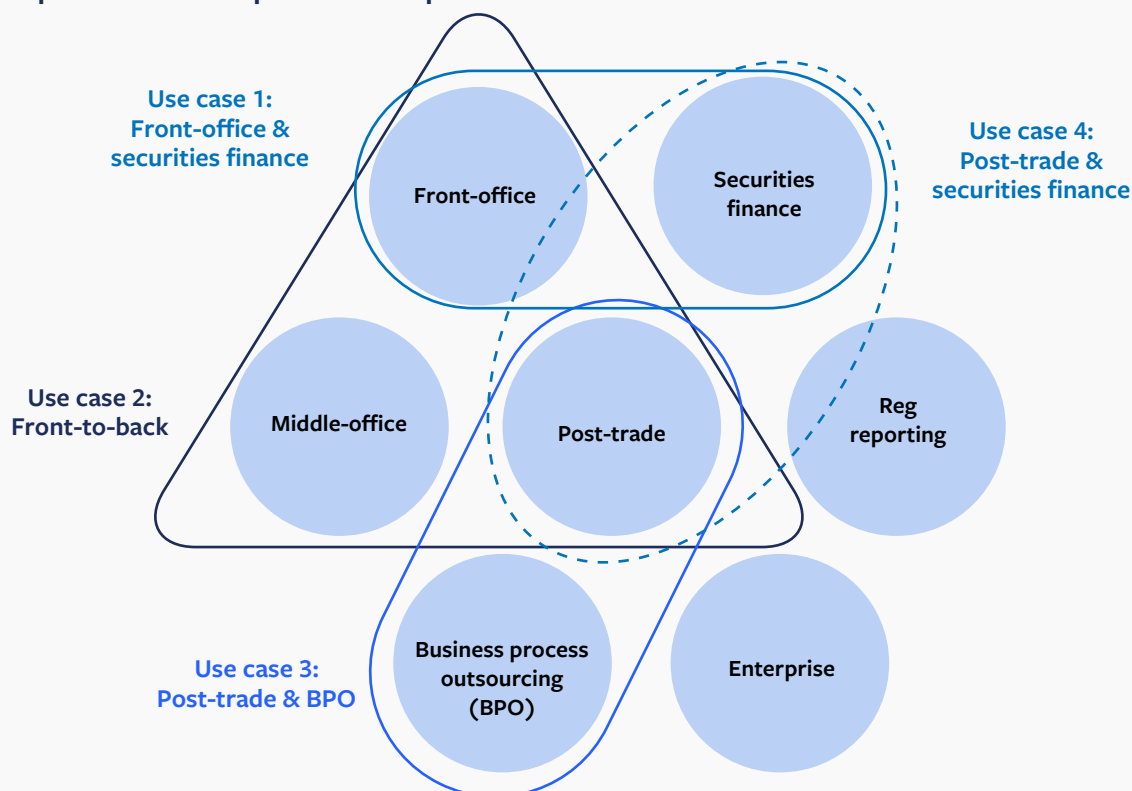 Use case 1:
Front-office &
securities finance
Front-office
Securities
finance
Use case 4:
Post-trade &
securities finance
Use case 2:
Front-to-back
Middle-office
Post-trade
Reg
reporting
Use case 3:
Post-trade & BPO
Business process
outsourcing
(BPO)
Enterprise